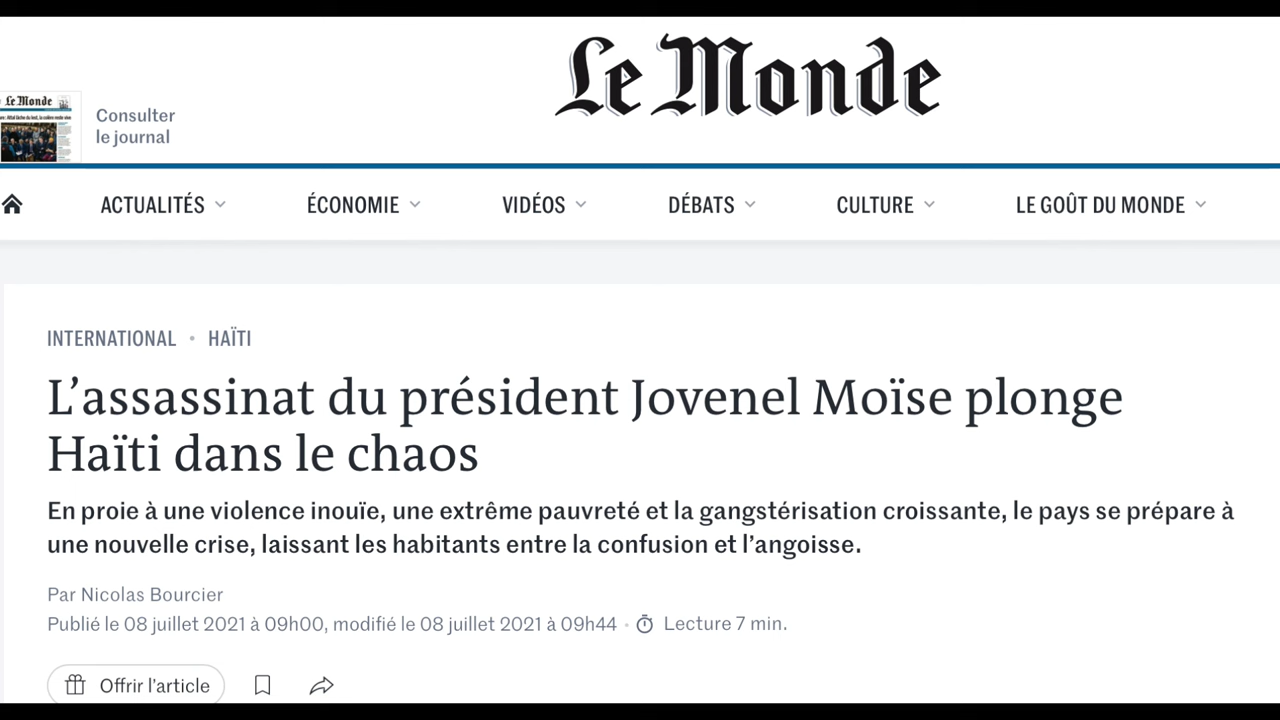 Le Monde
Le Monde
Consulter
le journal
ACTUALITÉS
ÉCONOMIE
VIDÉOS
DÉBATS
CULTURE
LE GOÛT DU MONDE
INTERNATIONAL • HAÏTI
L’assassinat du président Jovenel Moïse plonge
Haïti dans le chaos
En proie à une violence inouïe, une extrême pauvreté et la gangstérisation croissante, le pays se prépare à
une nouvelle crise, laissant les habitants entre la confusion et l’angoisse.
Par Nicolas Bourcier
Publié le 08 juillet 2021 à 09h00, modifié le 08 juillet 2021 à 09h44 • Lecture 7 min.
Offrir l’article